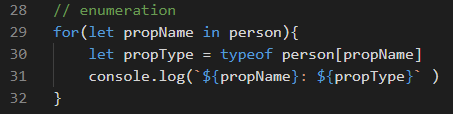 28 // enumeration
29 for(let propName in person){
30     let propType = typeof person[propName]
31     console.log(`${propName}: ${propType}` )
32 }